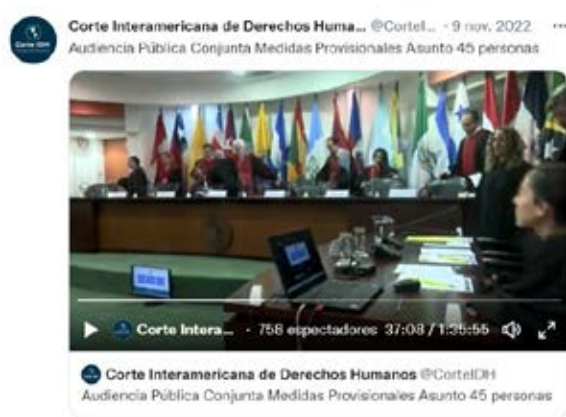 Corte Interamericana de Derechos Huma... @CorteI... · 9 nov. 2022 ...
Audiencia Pública Conjunta Medidas Provisionales Asunto 45 personas
Corte Intera... · 758 espectadores 37:08 / 1:35:55
Corte Interamericana de Derechos Humanos @CorteIDH
Audiencia Pública Conjunta Medidas Provisionales Asunto 45 personas